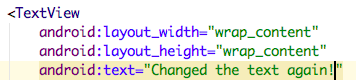 <TextView
android:layout_width="wrap_content"
android:layout_height="wrap_content"
android:text="Changed the text again!"